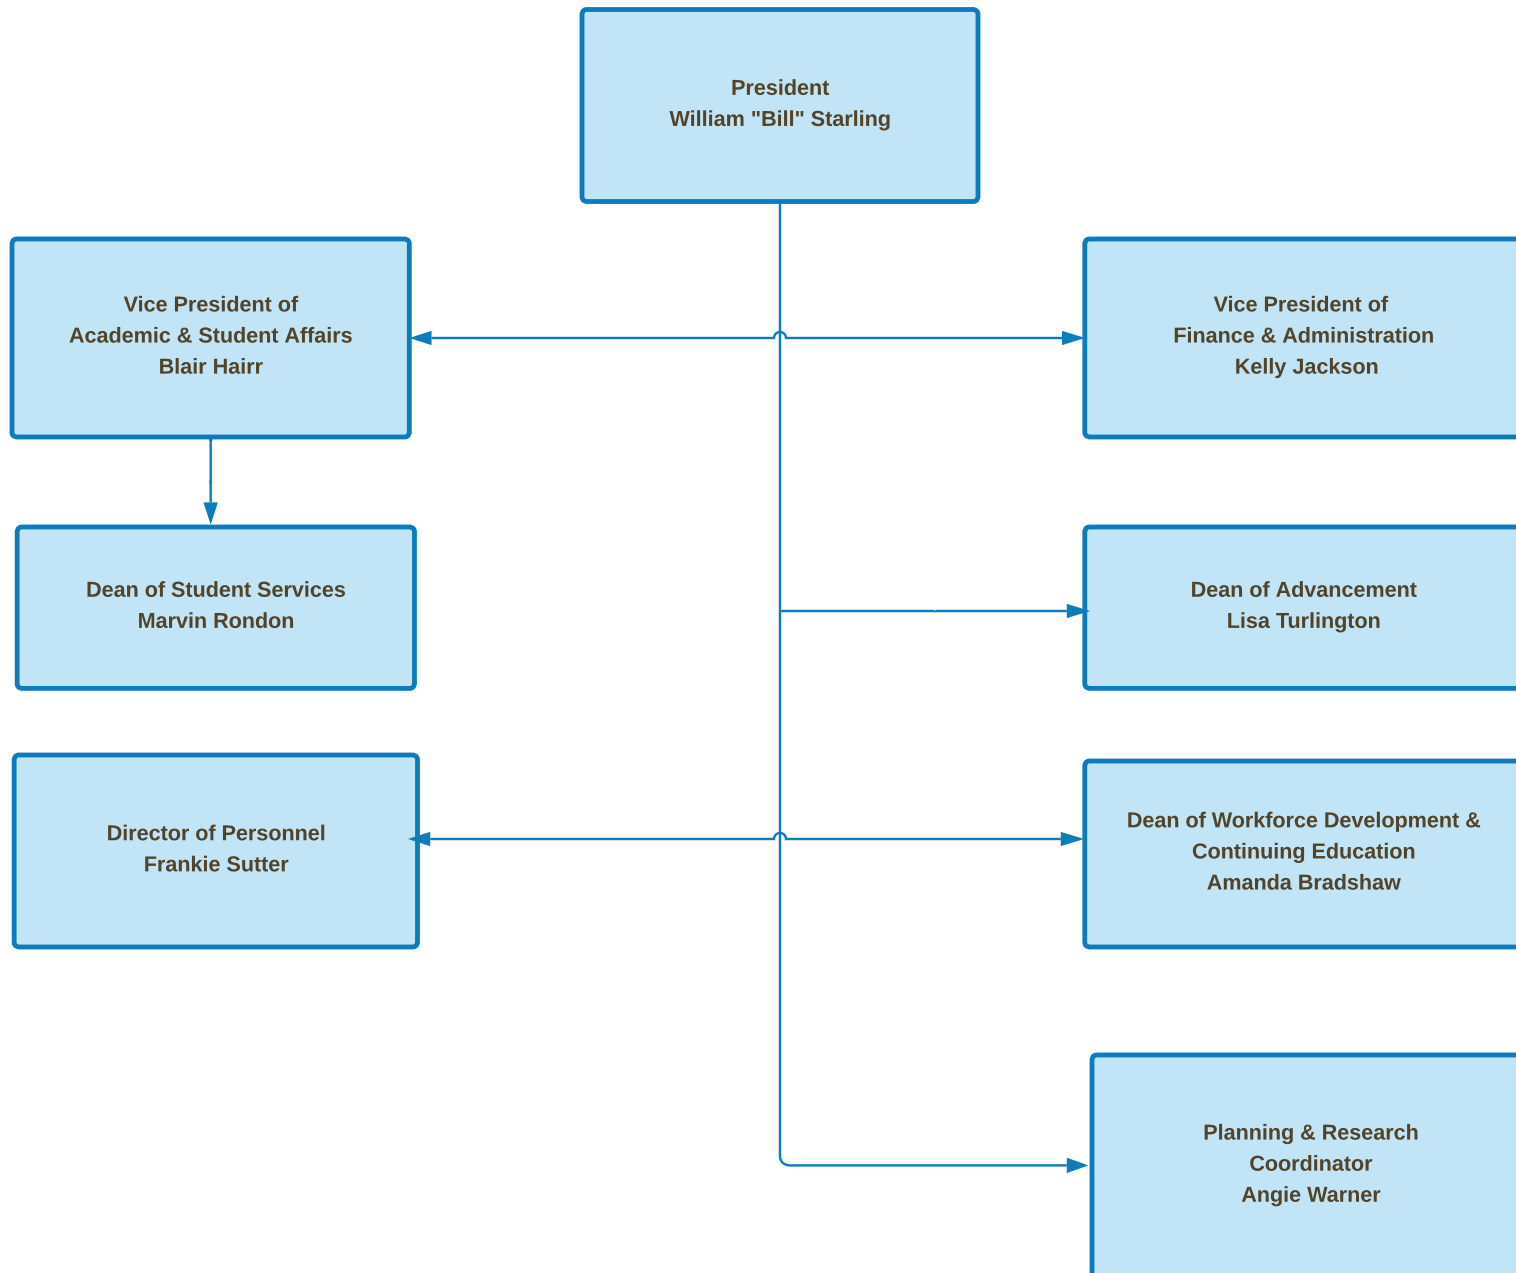 President
William "Bill" Starling
Vice President of
Academic & Student Affairs
Blair Hairr
Vice President of
Finance & Administration
Kelly Jackson
Dean of Student Services
Marvin Rondon
Dean of Advancement
Lisa Turlington
Director of Personnel
Frankie Sutter
Dean of Workforce Development &
Continuing Education
Amanda Bradshaw
Planning & Research
Coordinator
Angie Warner